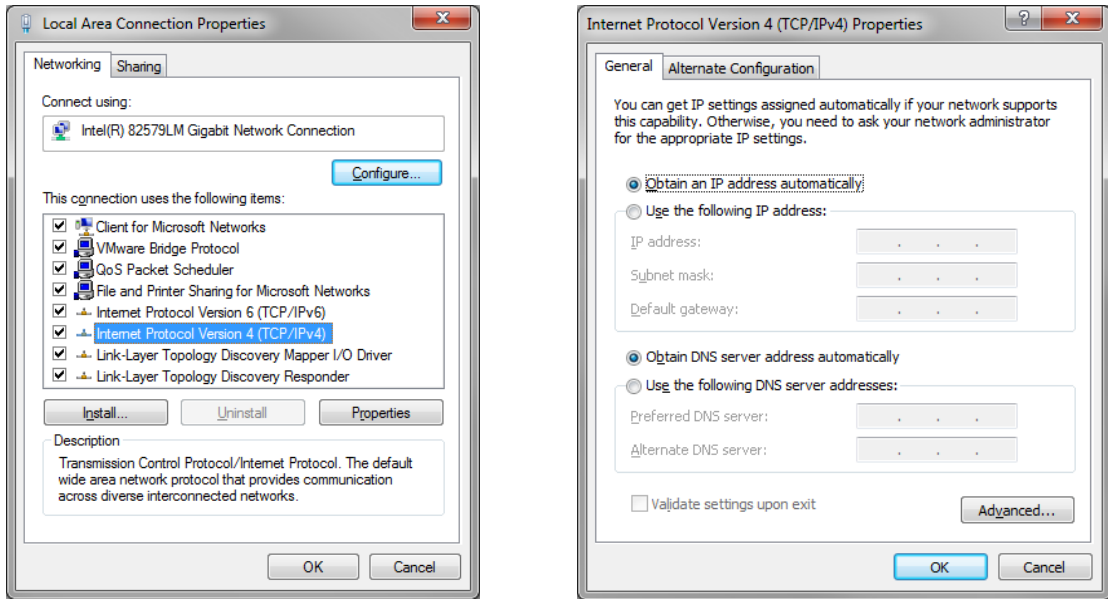 Local Area Connection Properties
Networking
Sharing
Connect using:
Intel(R) 82579LM Gigabit Network Connection
Configure...
This connection uses the following items:
Client for Microsoft Networks
VMware Bridge Protocol
QoS Packet Scheduler
File and Printer Sharing for Microsoft Networks
Internet Protocol Version 6 (TCP/IPv6)
Internet Protocol Version 4 (TCP/IPv4)
Link-Layer Topology Discovery Mapper I/O Driver
Link-Layer Topology Discovery Responder
Install...
Uninstall
Properties
Description
Transmission Control Protocol/Internet Protocol. The default
wide area network protocol that provides communication
across diverse interconnected networks.
OK
Cancel
Internet Protocol Version 4 (TCP/IPv4) Properties
General
Alternate Configuration
You can get IP settings assigned automatically if your network supports
this capability. Otherwise, you need to ask your network administrator
for the appropriate IP settings.
Obtain an IP address automatically
Use the following IP address:
IP address:
Subnet mask:
Default gateway:
Obtain DNS server address automatically
Use the following DNS server addresses:
Preferred DNS server:
Alternate DNS server:
Validate settings upon exit
Advanced...
OK
Cancel